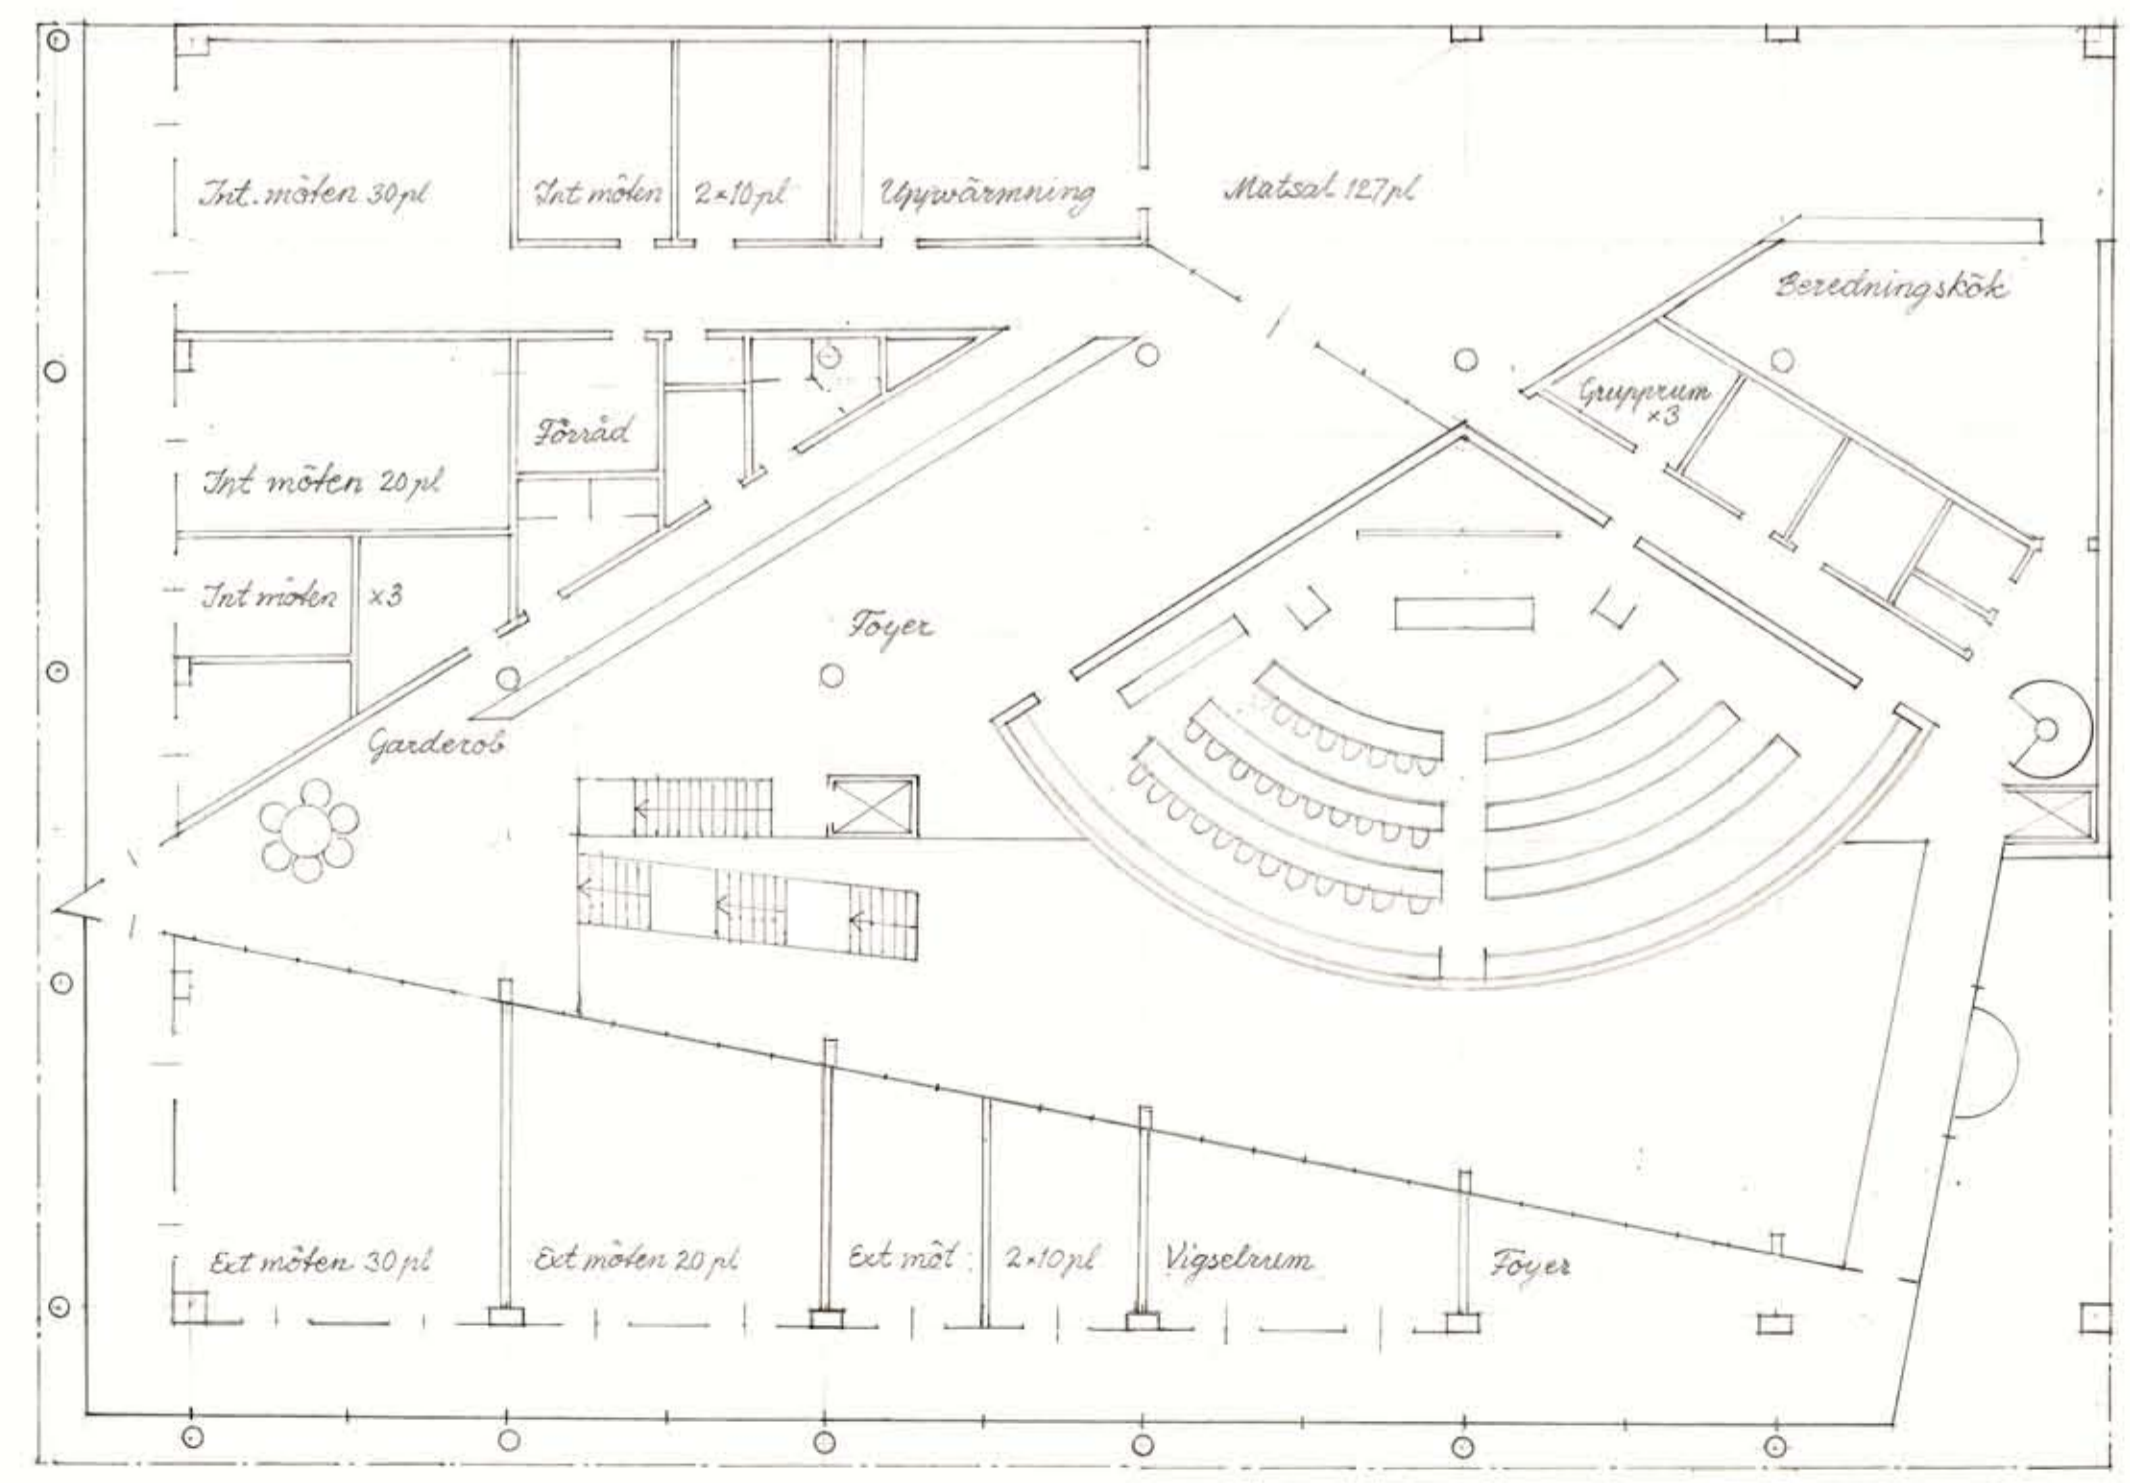 Int. möten 30 pl
Int möten 2×10 pl
Uppvärmning
Matsal 127 pl
Beredningskök
Grupprum
×3
Förråd
Int möten 20 pl
Int möten ×3
Foyer
Garderob
Ext möten 30 pl
Ext möten 20 pl
Ext möt. 2×10 pl
Vigselrum
Foyer